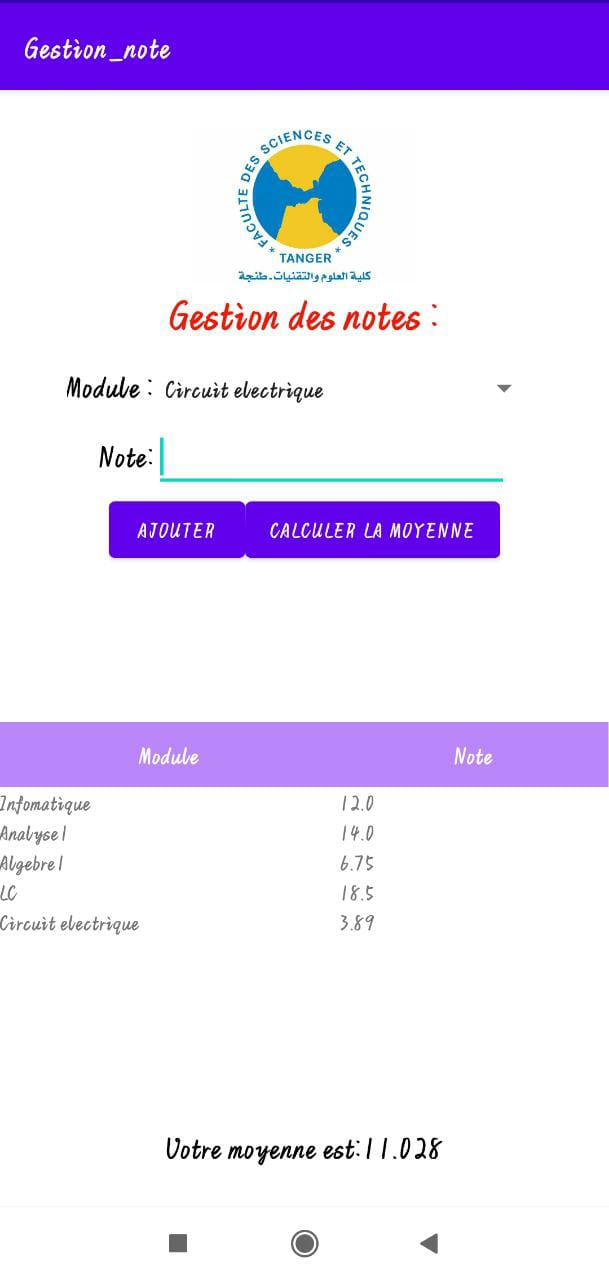 Gestion_note
FACULTE DES SCIENCES ET TECHNIQUES
* TANGER *
كلية العلوم والتقنيات - طنجة
Gestion des notes :
Module : Circuit electrique
Note:
AJOUTER CALCULER LA MOYENNE
Module Note
Infomatique 12.0
Analyse1 14.0
Algebre1 6.75
LC 18.5
Circuit electrique 3.89
Votre moyenne est:11.028